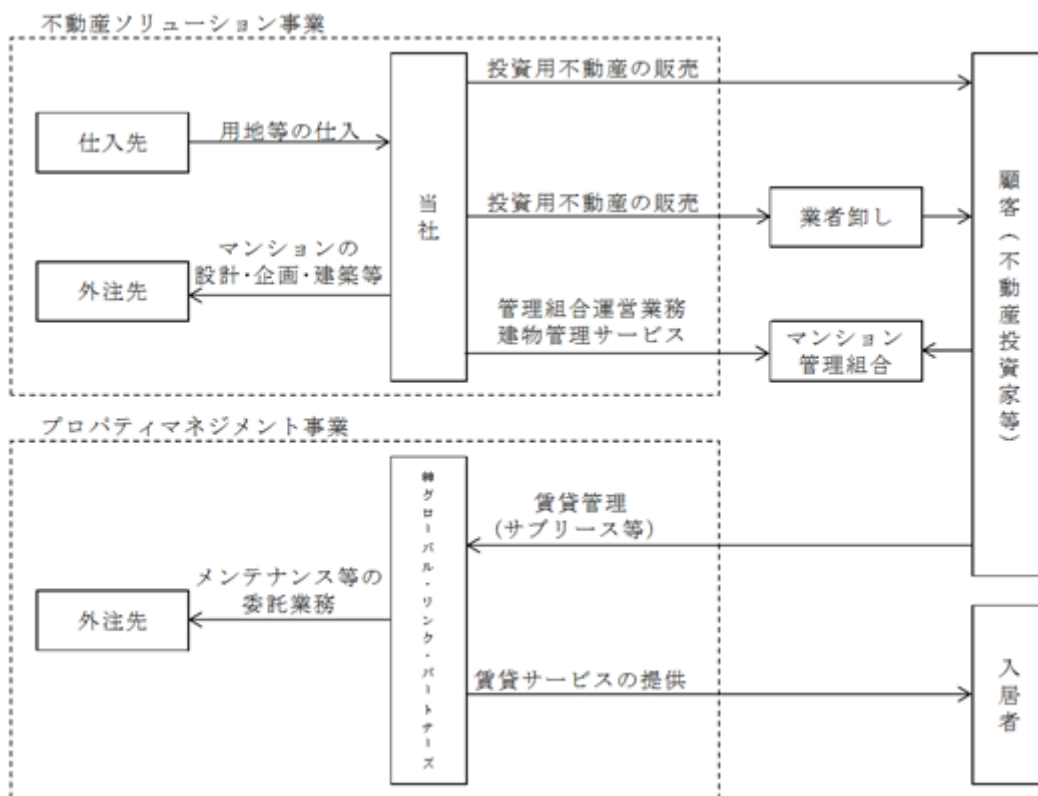 不動産ソリューション事業
投資用不動産の販売
仕入先
用地等の仕入
当社
投資用不動産の販売
業者卸し
顧客（不動産投資家等）
マンションの
設計・企画・建築等
外注先
管理組合運営業務
建物管理サービス
マンション
管理組合
プロパティマネジメント事業
㈱グローバル・リンク・パートナーズ
賃貸管理
(サブリース等)
メンテナンス等の
委託業務
外注先
賃貸サービスの提供
入居者